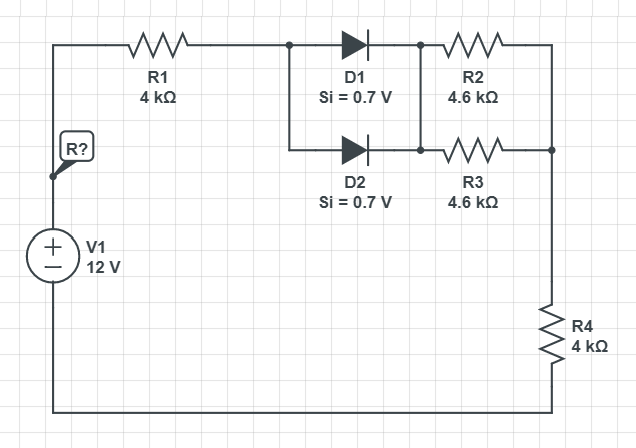 R1
4 kΩ
D1
Si = 0.7 V
R2
4.6 kΩ
R?
D2
Si = 0.7 V
R3
4.6 kΩ
V1
12 V
R4
4 kΩ